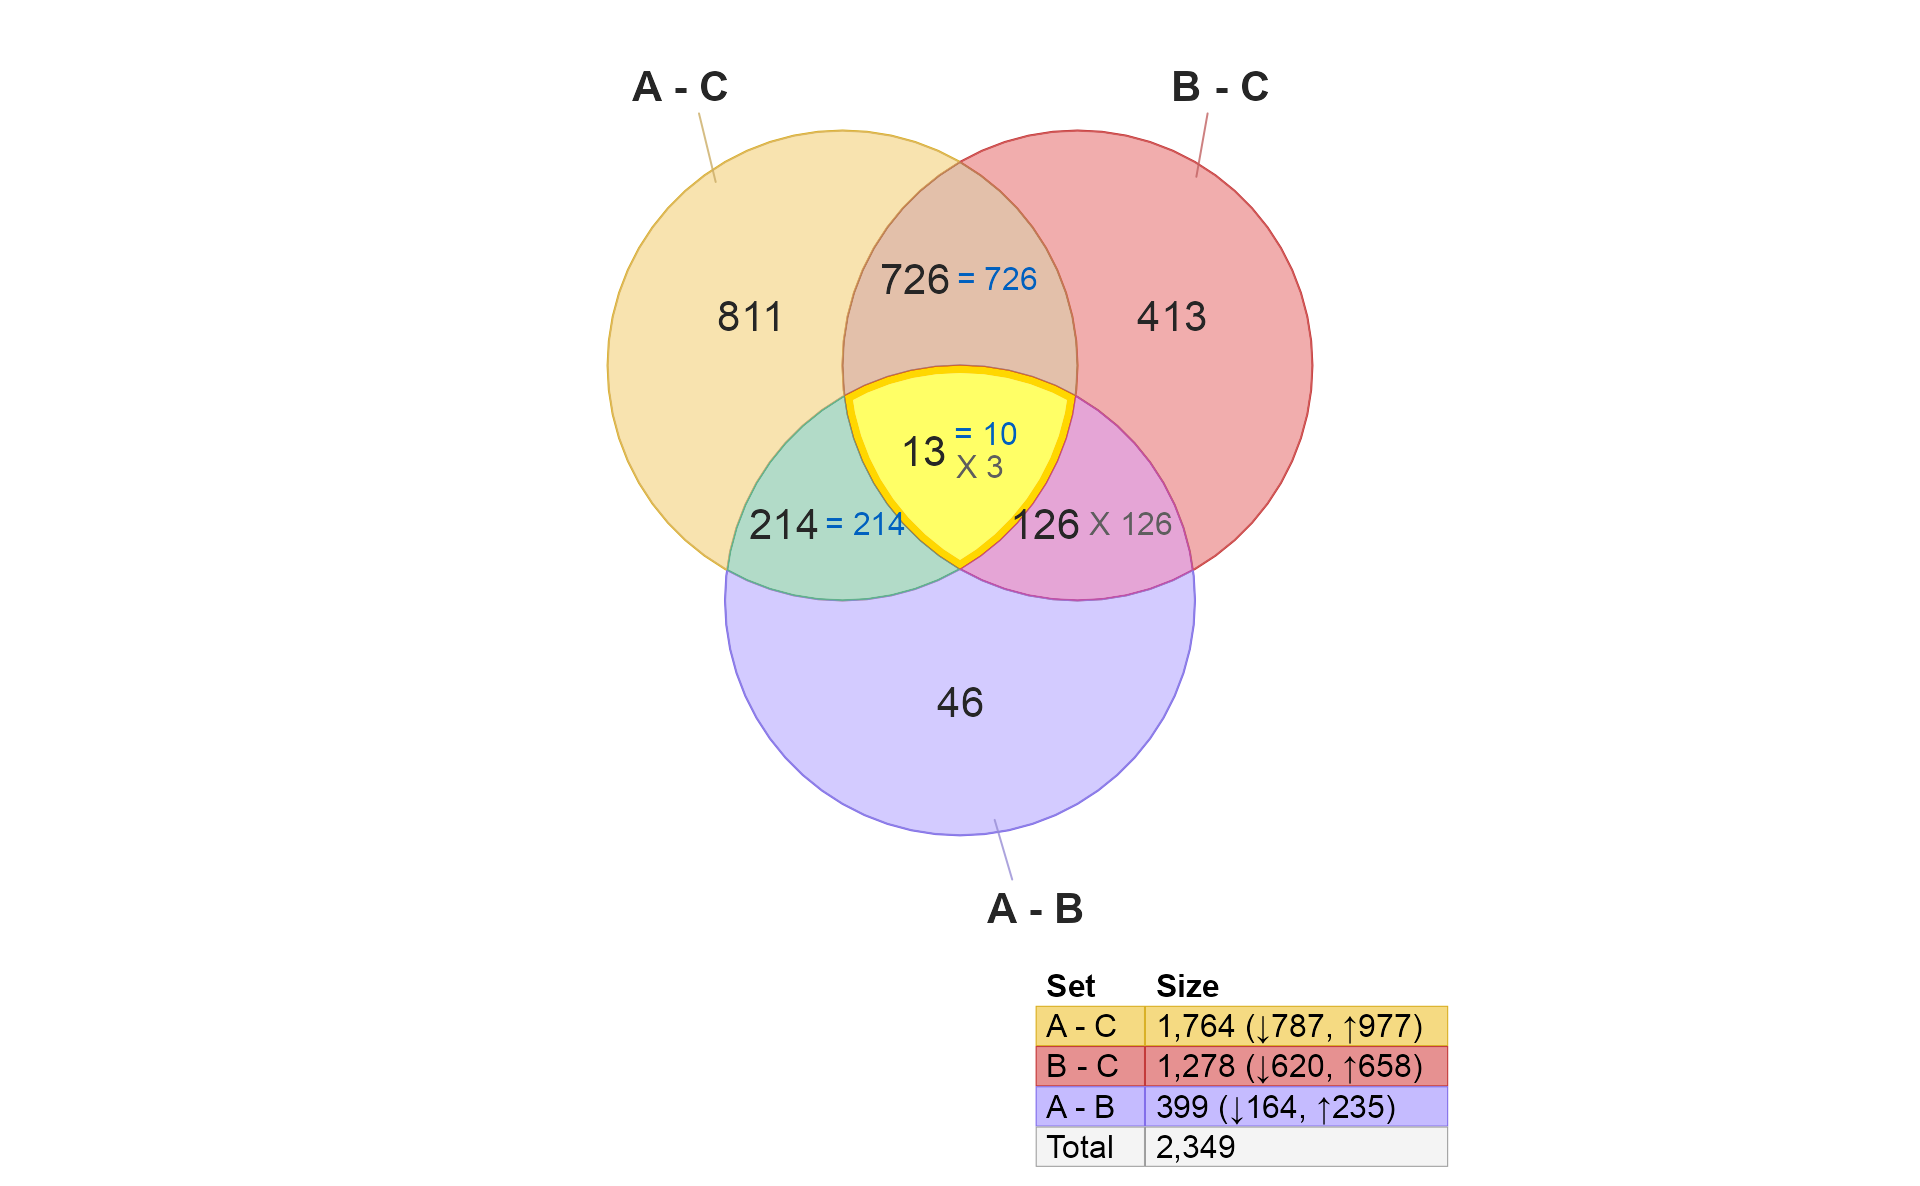 A - C
B - C
726 = 726
811
413
13 = 10
X 3
214 = 214
126 X 126
46
A - B
Set Size
A - C 1,764 (↓787, ↑977)
B - C 1,278 (↓620, ↑658)
A - B 399 (↓164, ↑235)
Total 2,349